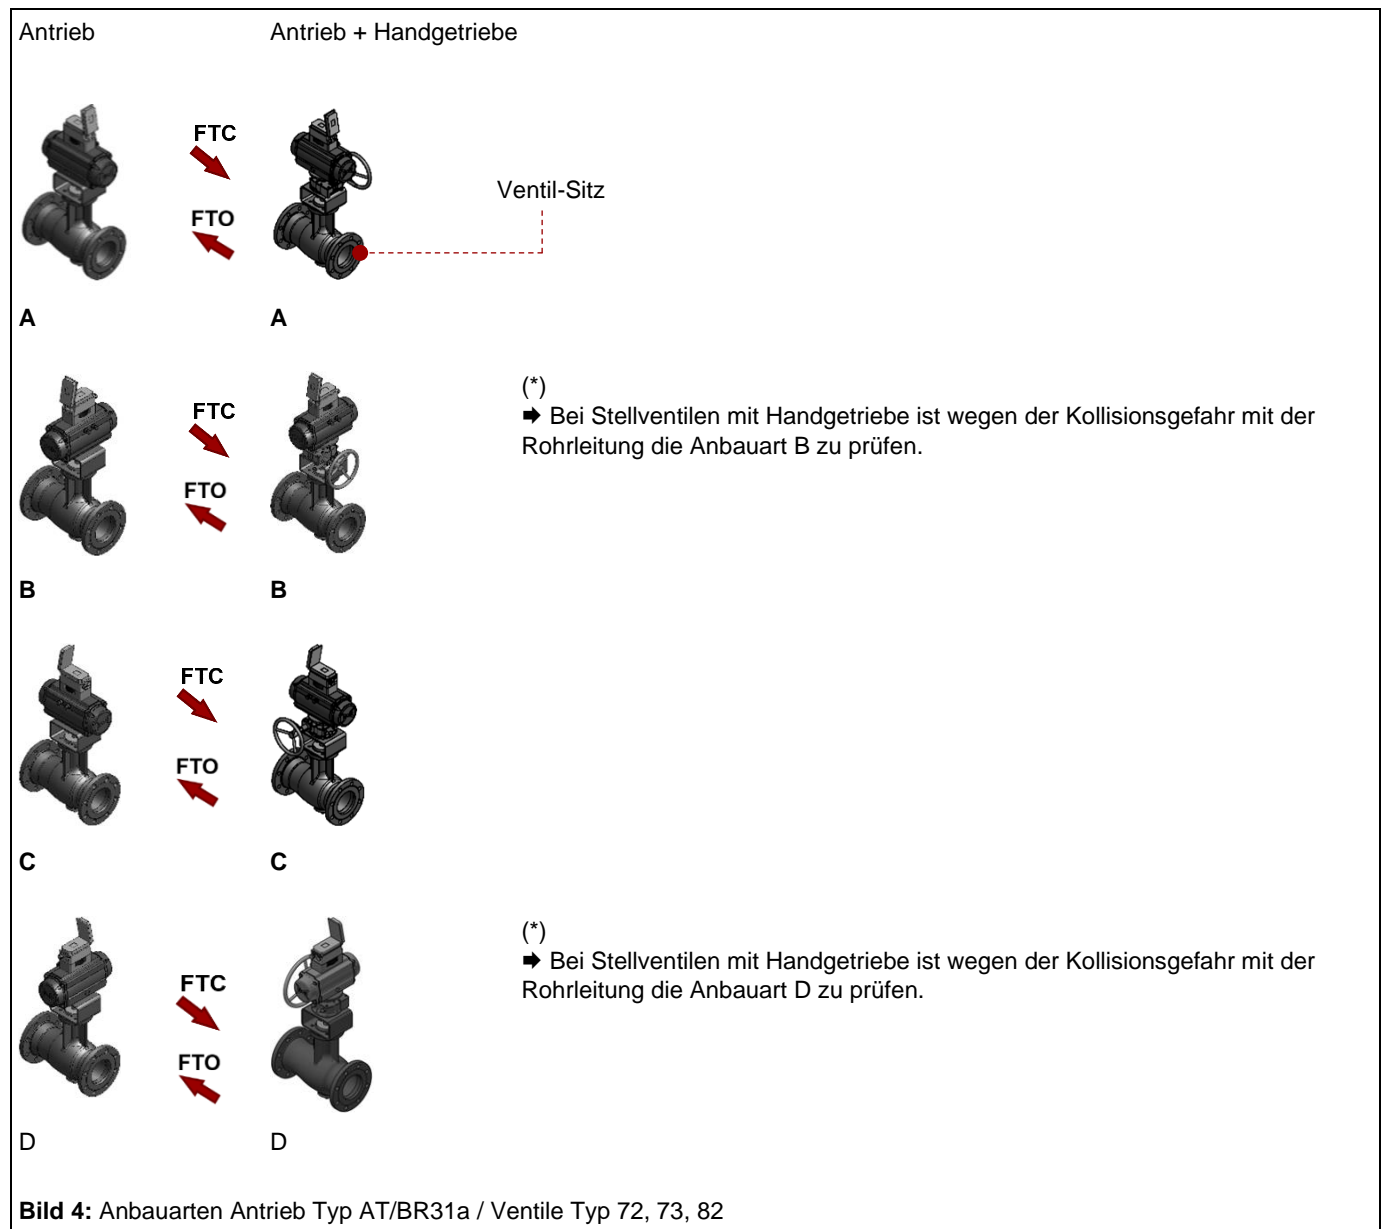 Antrieb
Antrieb + Handgetriebe
FTC
FTO
Ventil-Sitz
A
A
FTC
FTO
(*)
➡ Bei Stellventilen mit Handgetriebe ist wegen der Kollisionsgefahr mit der
Rohrleitung die Anbauart B zu prüfen.
B
B
FTC
FTO
C
C
FTC
FTO
(*)
➡ Bei Stellventilen mit Handgetriebe ist wegen der Kollisionsgefahr mit der
Rohrleitung die Anbauart D zu prüfen.
D
D
Bild 4: Anbauarten Antrieb Typ AT/BR31a / Ventile Typ 72, 73, 82